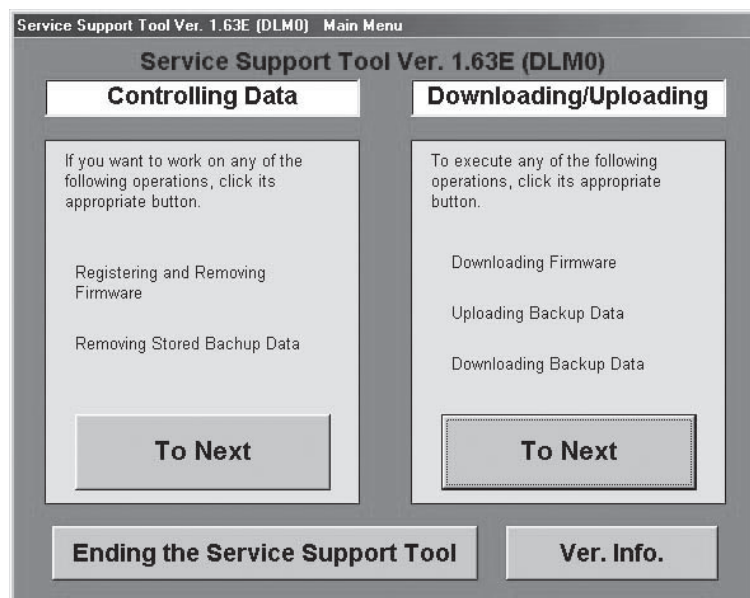 Service Support Tool Ver. 1.63E (DLM0) Main Menu
Service Support Tool Ver. 1.63E (DLM0)
Controlling Data
If you want to work on any of the
following operations, click its
appropriate button.
Registering and Removing
Firmware
Removing Stored Bachup Data
To Next
Downloading/Uploading
To execute any of the following
operations, click its appropriate
button.
Downloading Firmware
Uploading Backup Data
Downloading Backup Data
To Next
Ending the Service Support Tool
Ver. Info.